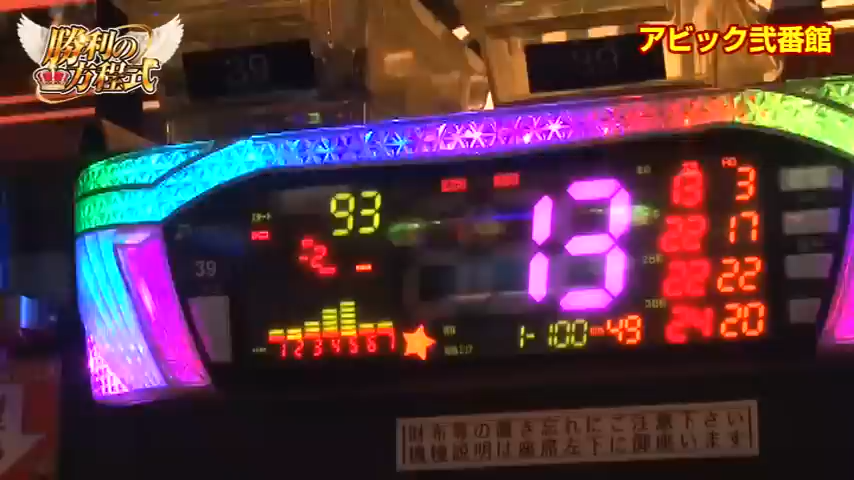 勝利の
方程式
アビック弐番館
39
93
13
13 3
22 17
22 22
24 20
39
1 2 3 4 5 6 7
1-100 49
財布等の置き忘れにご注意下さい
機種説明は座席左下に御座います